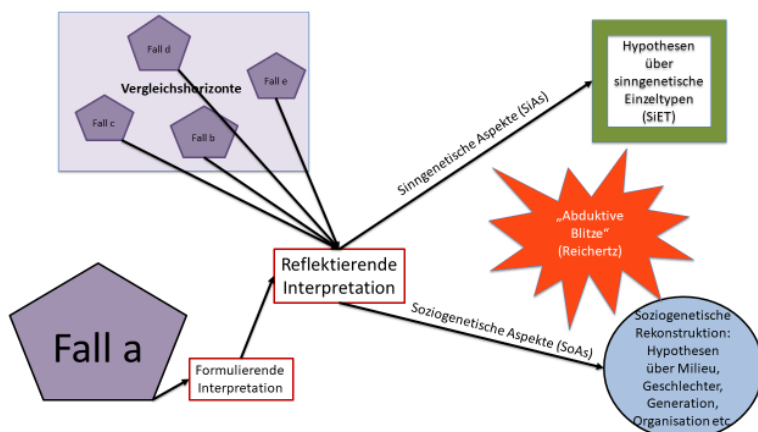 Fall d
Vergleichshorizonte
Fall e
Fall c
Fall b
Sinngenetische Aspekte (SiAs)
Hypothesen
über
sinngenetische
Einzeltypen
(SiET)
„Abduktive
Blitze“
(Reichertz)
Reflektierende
Interpretation
Soziogenetische Aspekte (SoAs)
Soziogenetische
Rekonstruktion:
Hypothesen
über Milieu,
Geschlechter,
Generation,
Organisation etc.
Fall a
Formulierende
Interpretation